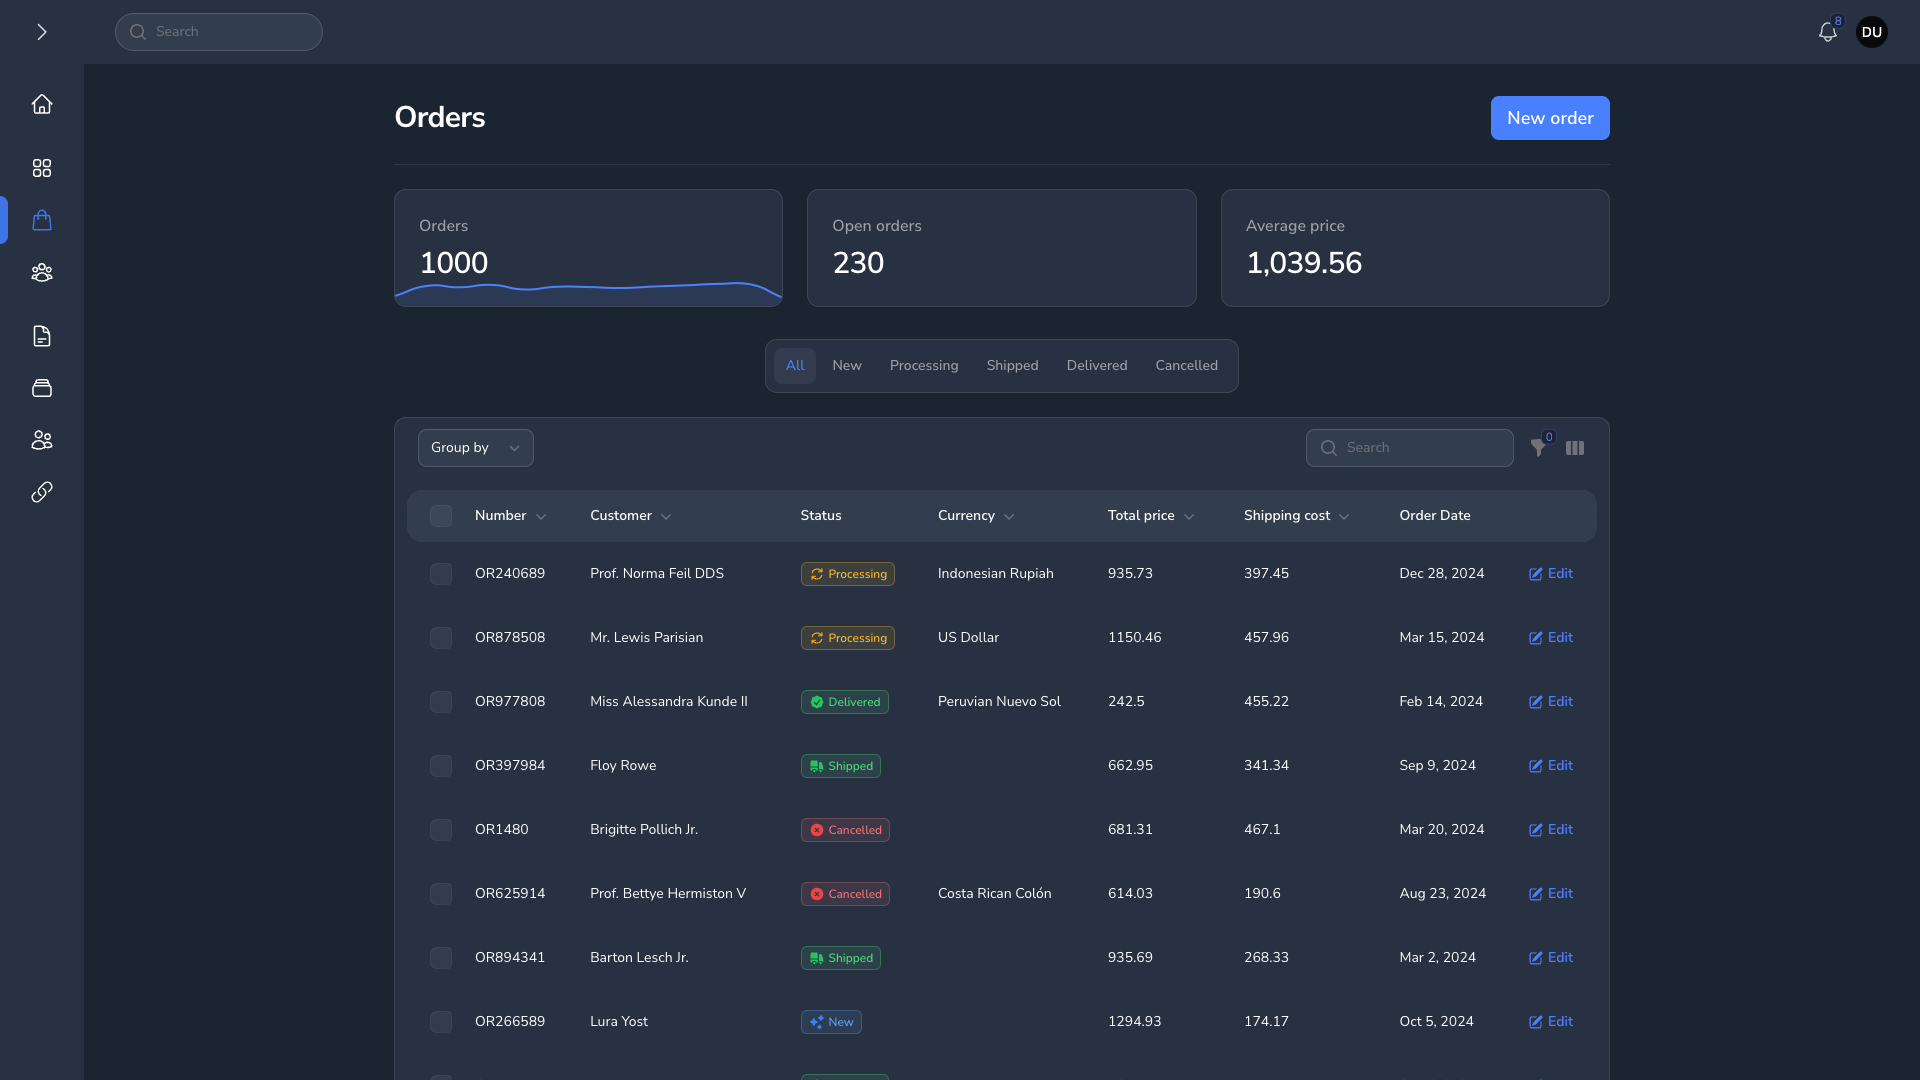 Search
8
DU
Orders
New order
Orders
1000
Open orders
230
Average price
1,039.56
All New Processing Shipped Delivered Cancelled
Group by
Search
0
Number Customer Status Currency Total price Shipping cost Order Date
OR240689 Prof. Norma Feil DDS Processing Indonesian Rupiah 935.73 397.45 Dec 28, 2024 Edit
OR878508 Mr. Lewis Parisian Processing US Dollar 1150.46 457.96 Mar 15, 2024 Edit
OR977808 Miss Alessandra Kunde II Delivered Peruvian Nuevo Sol 242.5 455.22 Feb 14, 2024 Edit
OR397984 Floy Rowe Shipped 662.95 341.34 Sep 9, 2024 Edit
OR1480 Brigitte Pollich Jr. Cancelled 681.31 467.1 Mar 20, 2024 Edit
OR625914 Prof. Bettye Hermiston V Cancelled Costa Rican Colón 614.03 190.6 Aug 23, 2024 Edit
OR894341 Barton Lesch Jr. Shipped 935.69 268.33 Mar 2, 2024 Edit
OR266589 Lura Yost New 1294.93 174.17 Oct 5, 2024 Edit